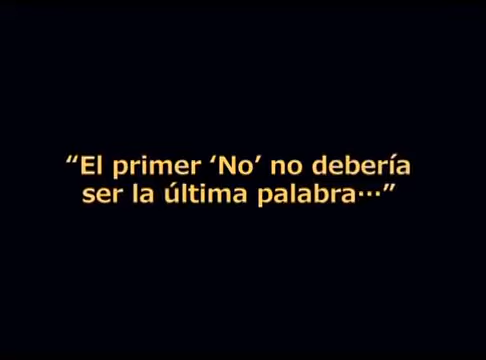 “El primer ‘No’ no debería
ser la última palabra···”